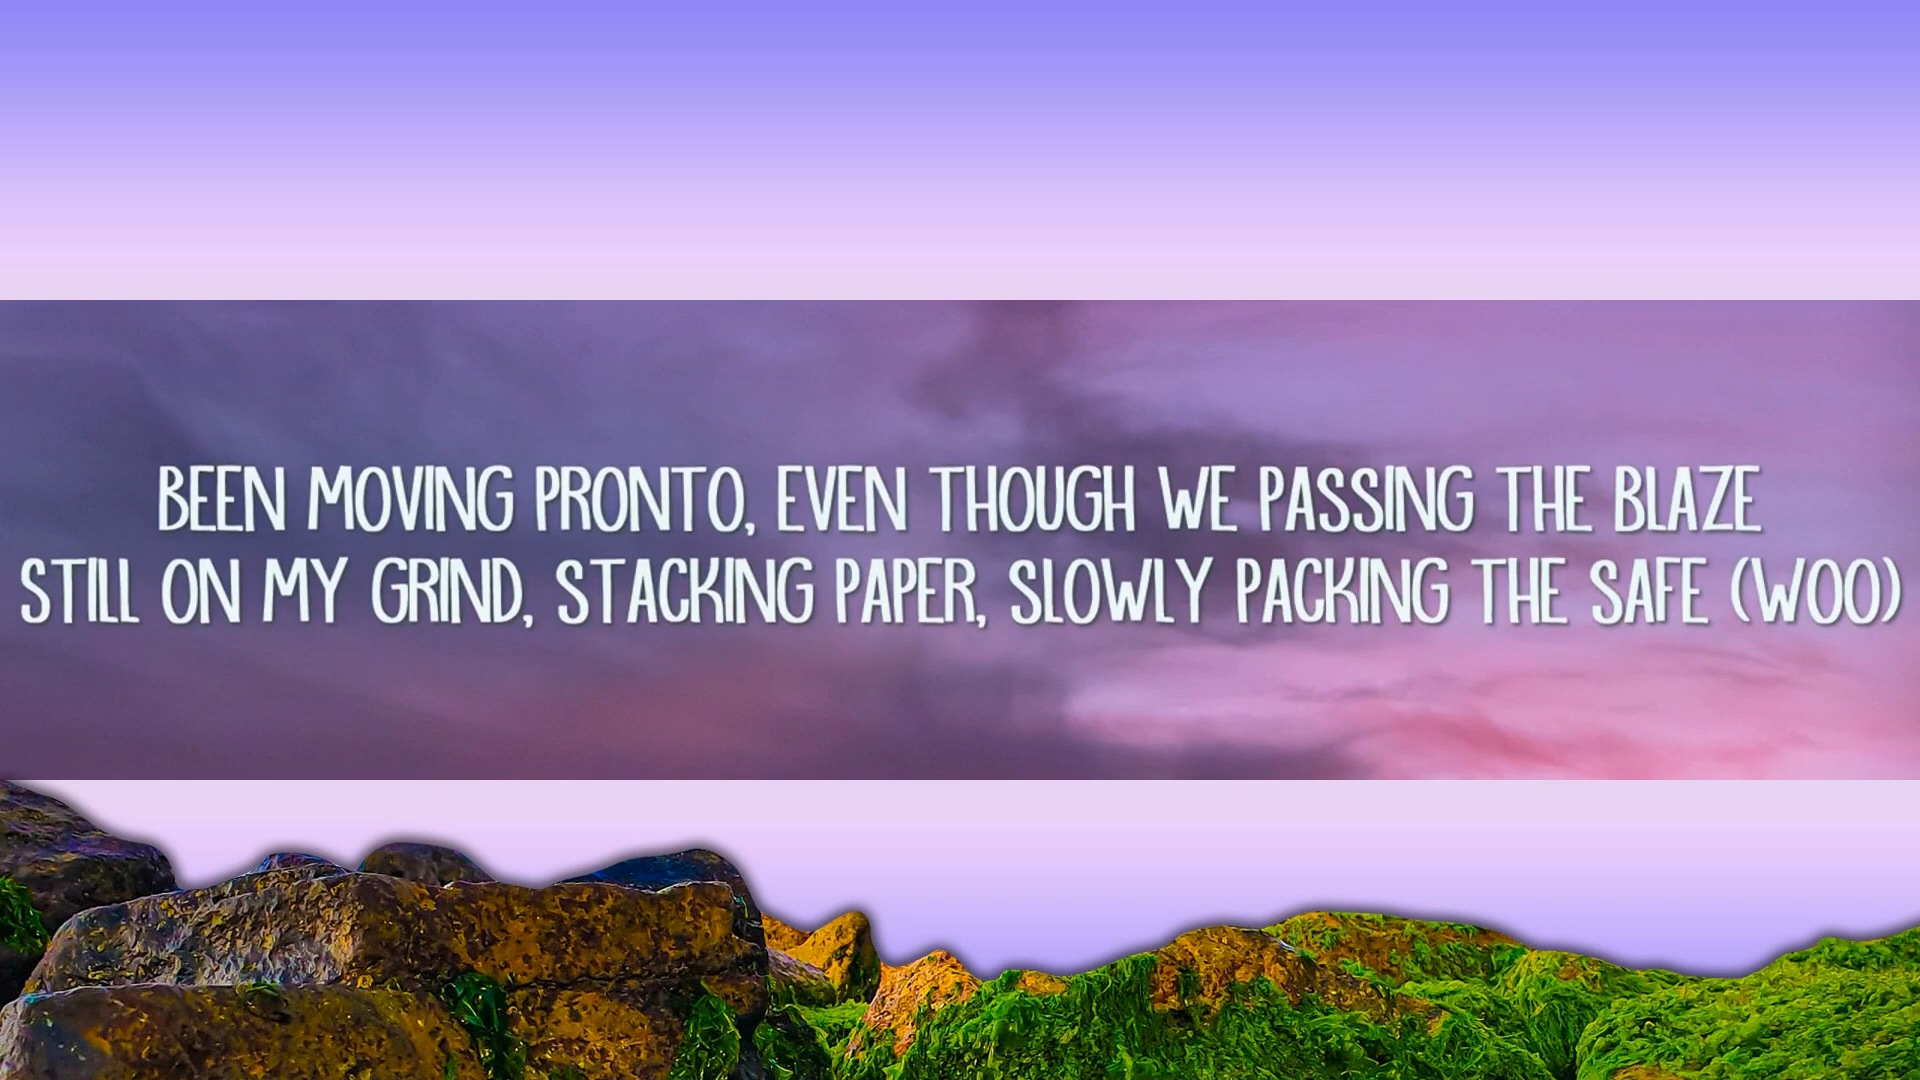 BEEN MOVING PRONTO, EVEN THOUGH WE PASSING THE BLAZE
STILL ON MY GRIND, STACKING PAPER, SLOWLY PACKING THE SAFE (WOO)